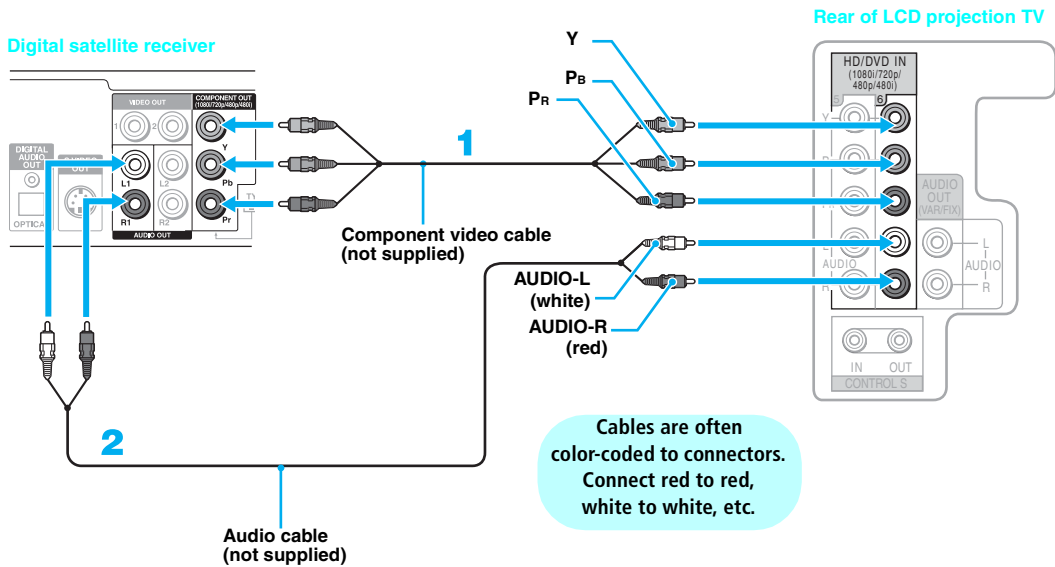 Rear of LCD projection TV
Digital satellite receiver
Y
PB
PR
HD/DVD IN
(1080i/720p/
480p/480i)
5 6
Y
VIDEO OUT
COMPONENT OUT
(1080i/720p/480p/480i)
1 2
Y
DIGITAL
AUDIO
OUT
OUT
L1 L2 Pb
OPTICAL
R1 R2 Pr
AUDIO OUT
1
AUDIO
OUT
(VAR/FIX)
L
AUDIO
R
L
AUDIO
R
Component video cable
(not supplied)
AUDIO-L
(white)
AUDIO-R
(red)
IN OUT
CONTROL S
2
Cables are often
color-coded to connectors.
Connect red to red,
white to white, etc.
Audio cable
(not supplied)